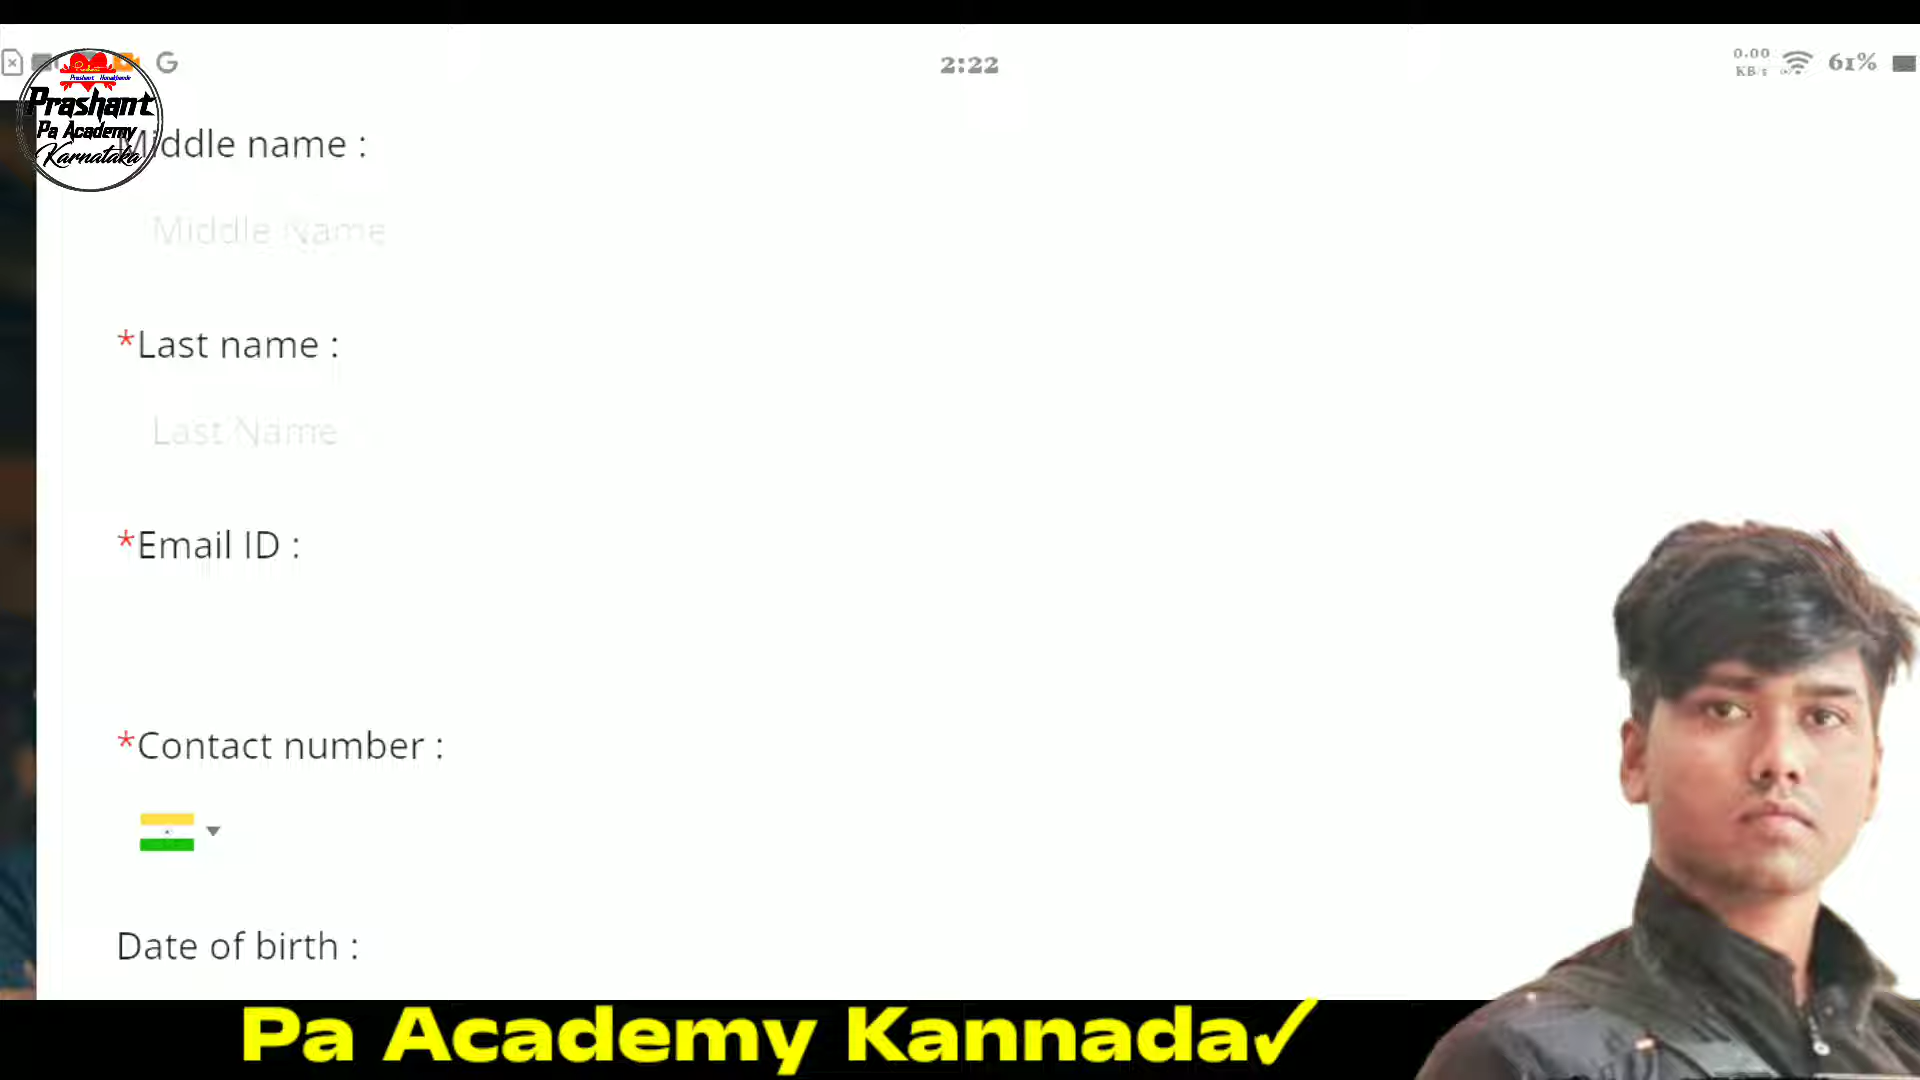 2:22
0.00
KB/s
61%
Prashant
Pa Academy
Karnataka
Middle name :
Middle Name
*Last name :
Last Name
*Email ID :
*Contact number :
Date of birth :
Pa Academy Kannada✓